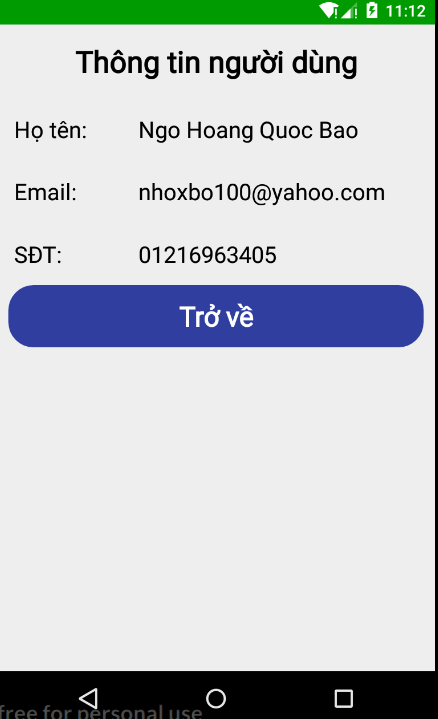 11:12
Thông tin người dùng
Họ tên: Ngo Hoang Quoc Bao
Email: nhoxbo100@yahoo.com
SĐT: 01216963405
Trở về
free for personal use